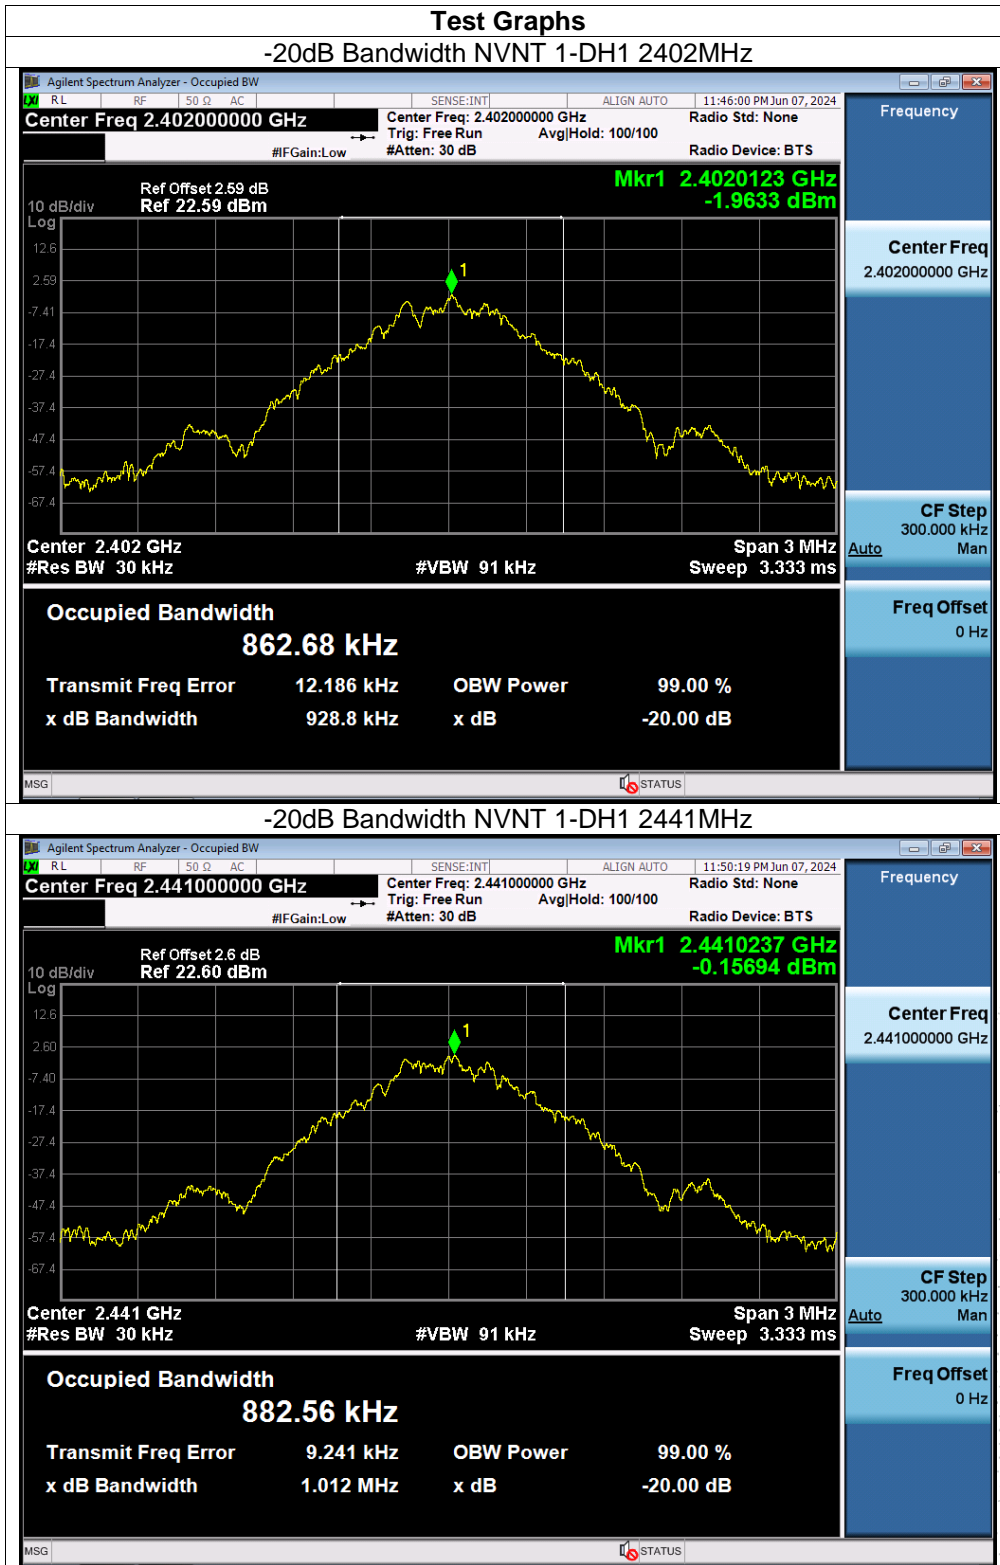 Test Graphs
-20dB Bandwidth NVNT 1-DH1 2402MHz
Agilent Spectrum Analyzer - Occupied BW
LXI RL RF 50 Ω AC SENSE:INT ALIGN AUTO 11:46:00 PM Jun 07, 2024
Center Freq 2.402000000 GHz Center Freq: 2.402000000 GHz Radio Std: None Frequency
Trig: Free Run Avg|Hold: 100/100
#IFGain:Low #Atten: 30 dB Radio Device: BTS
Mkr1 2.4020123 GHz
Ref Offset 2.59 dB -1.9633 dBm
10 dB/div Ref 22.59 dBm
Log
12.6
2.59
-7.41
-17.4
-27.4
-37.4
-47.4
-57.4
-67.4
1
Center Freq
2.402000000 GHz
CF Step
300.000 kHz
Auto Man
Freq Offset
0 Hz
Center 2.402 GHz Span 3 MHz
#Res BW 30 kHz #VBW 91 kHz Sweep 3.333 ms
Occupied Bandwidth
862.68 kHz
Transmit Freq Error 12.186 kHz OBW Power 99.00 %
x dB Bandwidth 928.8 kHz x dB -20.00 dB
MSG STATUS
-20dB Bandwidth NVNT 1-DH1 2441MHz
Agilent Spectrum Analyzer - Occupied BW
LXI RL RF 50 Ω AC SENSE:INT ALIGN AUTO 11:50:19 PM Jun 07, 2024
Center Freq 2.441000000 GHz Center Freq: 2.441000000 GHz Radio Std: None Frequency
Trig: Free Run Avg|Hold: 100/100
#IFGain:Low #Atten: 30 dB Radio Device: BTS
Mkr1 2.4410237 GHz
Ref Offset 2.6 dB -0.15694 dBm
10 dB/div Ref 22.60 dBm
Log
12.6
2.60
-7.40
-17.4
-27.4
-37.4
-47.4
-57.4
-67.4
1
Center Freq
2.441000000 GHz
CF Step
300.000 kHz
Auto Man
Freq Offset
0 Hz
Center 2.441 GHz Span 3 MHz
#Res BW 30 kHz #VBW 91 kHz Sweep 3.333 ms
Occupied Bandwidth
882.56 kHz
Transmit Freq Error 9.241 kHz OBW Power 99.00 %
x dB Bandwidth 1.012 MHz x dB -20.00 dB
MSG STATUS